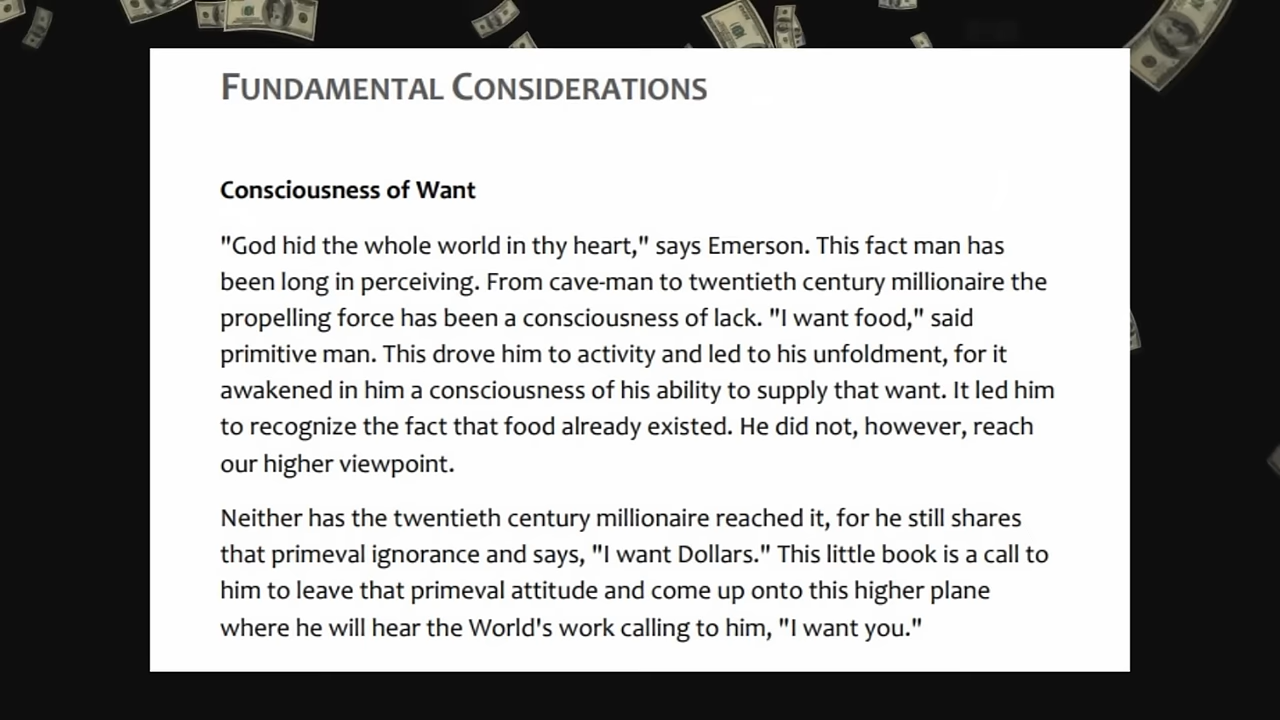 FUNDAMENTAL CONSIDERATIONS
Consciousness of Want
"God hid the whole world in thy heart," says Emerson. This fact man has
been long in perceiving. From cave-man to twentieth century millionaire the
propelling force has been a consciousness of lack. "I want food," said
primitive man. This drove him to activity and led to his unfoldment, for it
awakened in him a consciousness of his ability to supply that want. It led him
to recognize the fact that food already existed. He did not, however, reach
our higher viewpoint.
Neither has the twentieth century millionaire reached it, for he still shares
that primeval ignorance and says, "I want Dollars." This little book is a call to
him to leave that primeval attitude and come up onto this higher plane
where he will hear the World's work calling to him, "I want you."